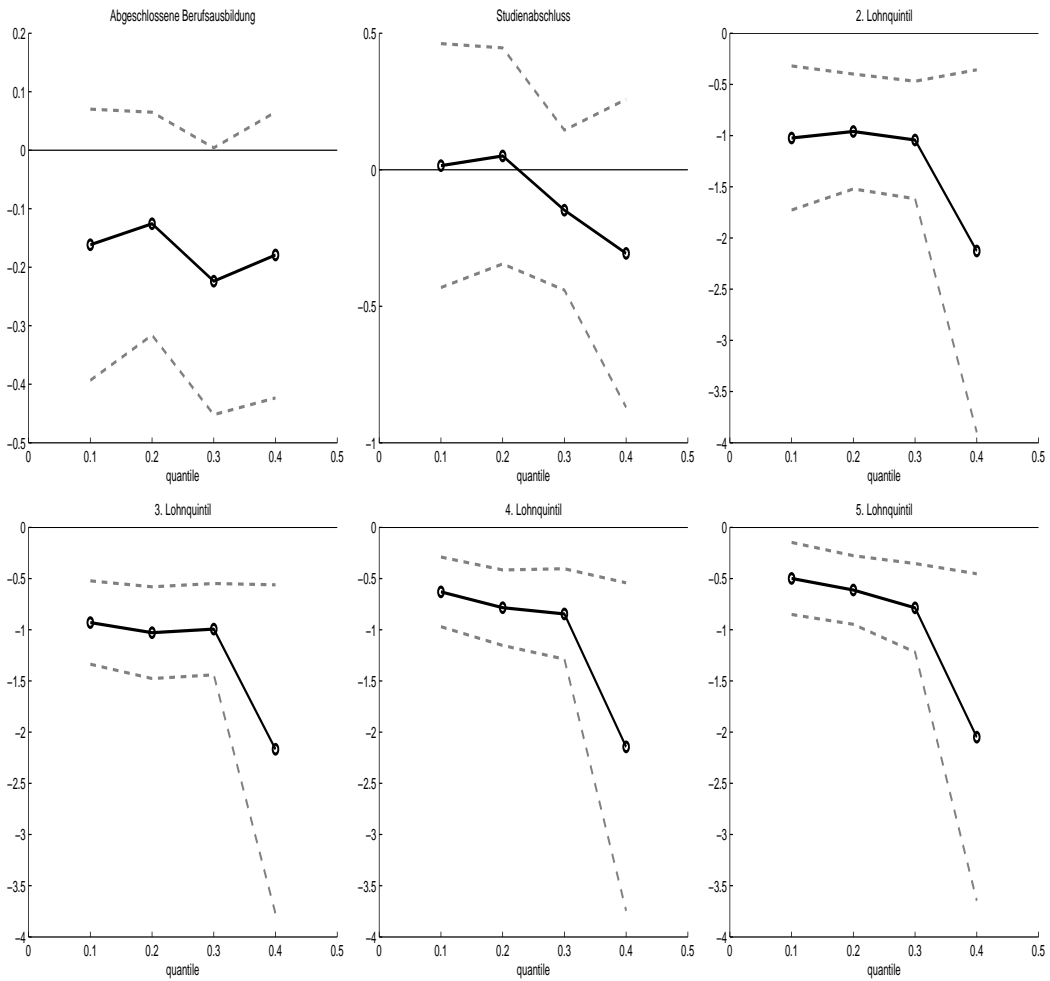 Abgeschlossene Berufsausbildung
0.2
0.1
0
−0.1
−0.2
−0.3
−0.4
−0.5
0 0.1 0.2 0.3 0.4 0.5
quantile
Studienabschluss
0.5
0
−0.5
−1
0 0.1 0.2 0.3 0.4 0.5
quantile
2. Lohnquintil
0
−0.5
−1
−1.5
−2
−2.5
−3
−3.5
−4
0 0.1 0.2 0.3 0.4 0.5
quantile
3. Lohnquintil
0
−0.5
−1
−1.5
−2
−2.5
−3
−3.5
−4
0 0.1 0.2 0.3 0.4 0.5
quantile
4. Lohnquintil
0
−0.5
−1
−1.5
−2
−2.5
−3
−3.5
−4
0 0.1 0.2 0.3 0.4 0.5
quantile
5. Lohnquintil
0
−0.5
−1
−1.5
−2
−2.5
−3
−3.5
−4
0 0.1 0.2 0.3 0.4 0.5
quantile